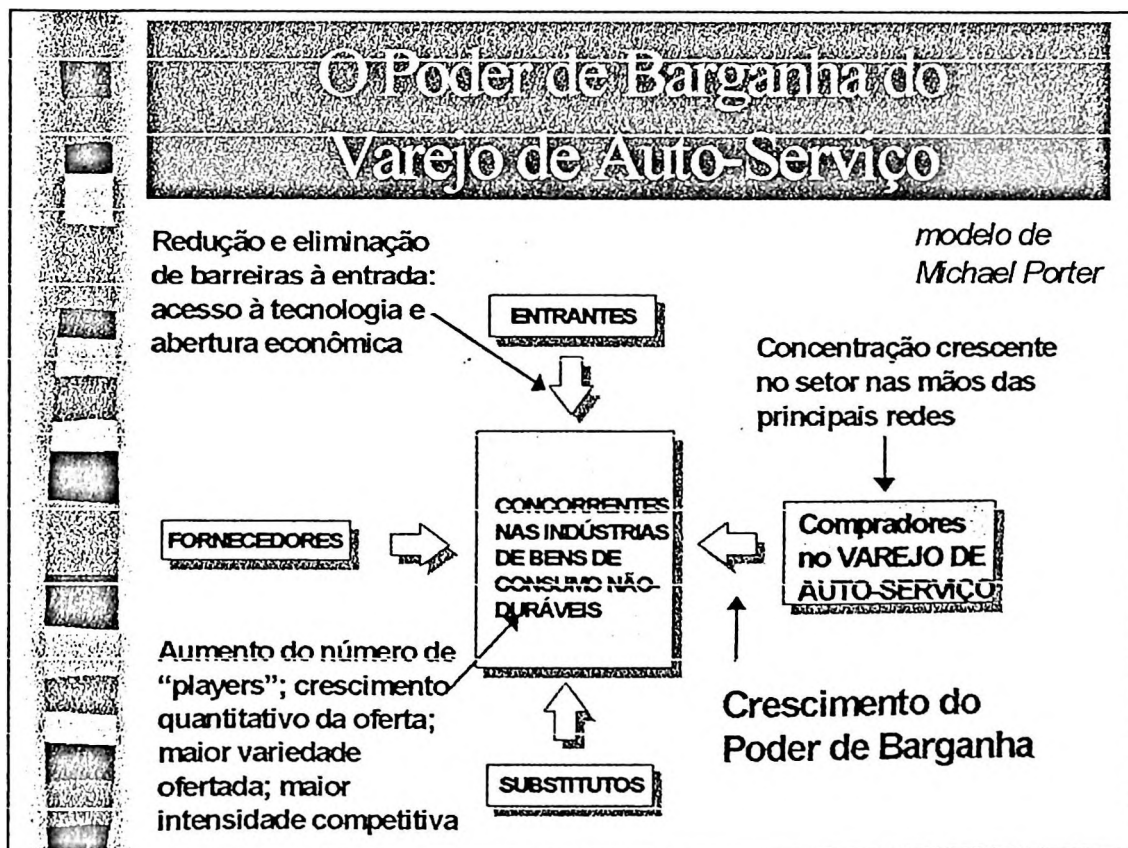 O Poder de Barganha do
Varejo de Auto-Serviço
modelo de
Michael Porter
Redução e eliminação
de barreiras à entrada:
acesso à tecnologia e
abertura econômica
ENTRANTES
Concentração crescente
no setor nas mãos das
principais redes
FORNECEDORES
CONCORRENTES
NAS INDÚSTRIAS
DE BENS DE
CONSUMO NÃO-
DURÁVEIS
Compradores
no VAREJO DE
AUTO-SERVIÇO
Aumento do número de
“players”; crescimento
quantitativo da oferta;
maior variedade
ofertada; maior
intensidade competitiva
SUBSTITUTOS
Crescimento do
Poder de Barganha